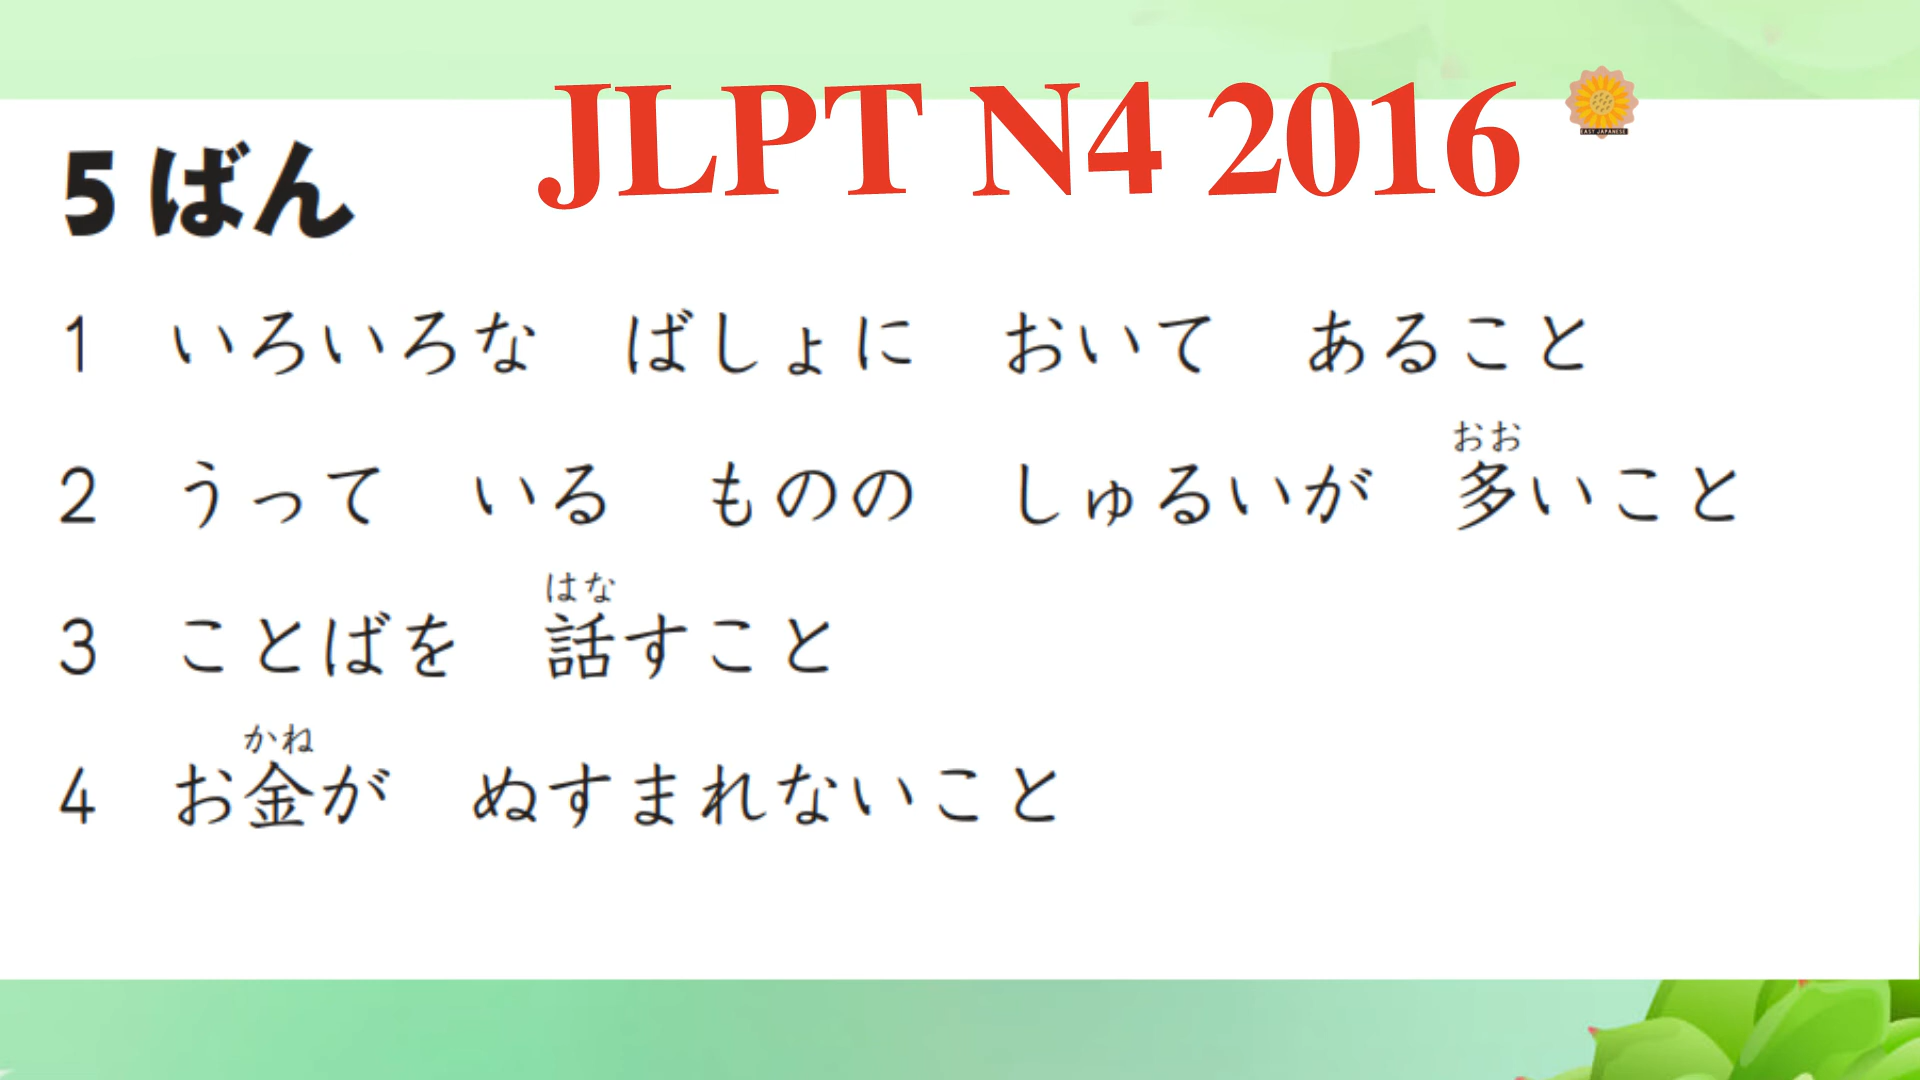 JLPT N4 2016
EASY JAPANESE
5ばん
1 いろいろな ばしょに おいて あること
おお
2 うって いる ものの しゅるいが 多いこと
はな
3 ことばを 話すこと
かね
4 お金が ぬすまれないこと